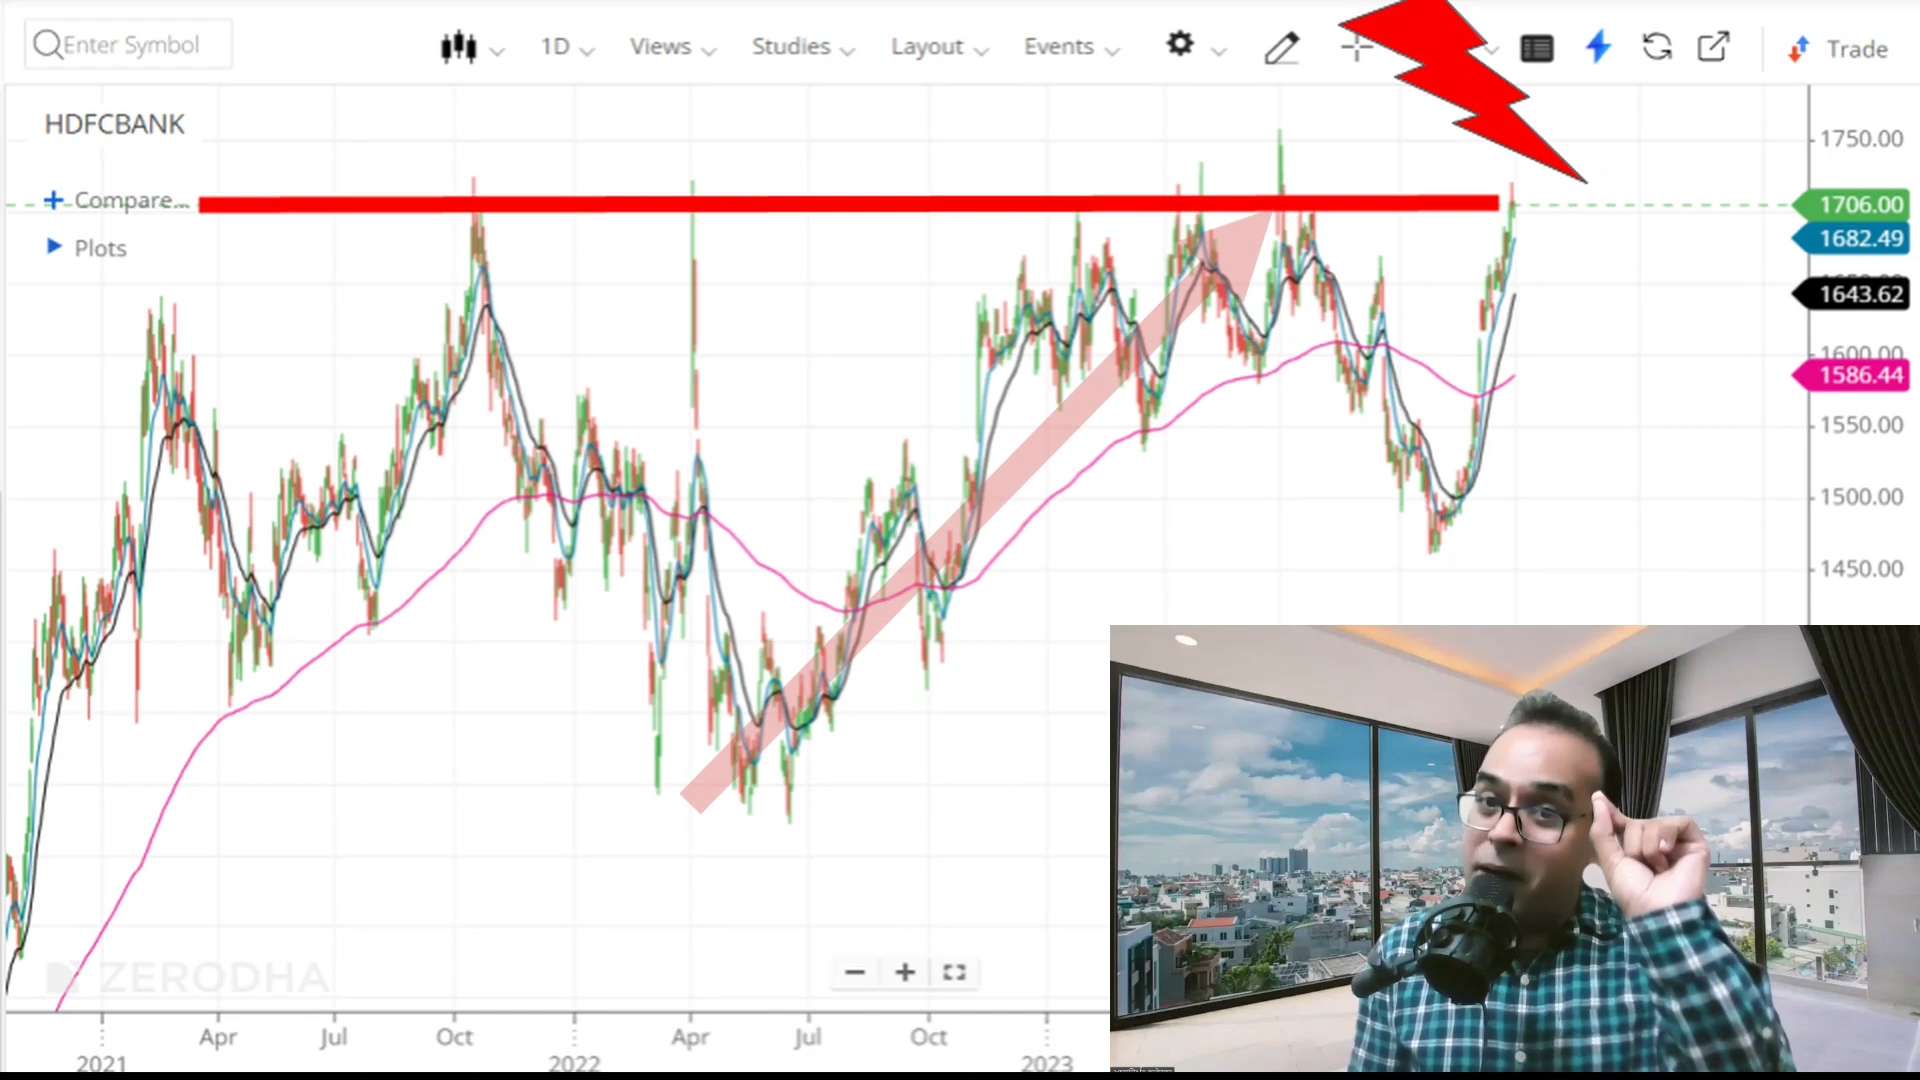 Enter Symbol
1D
Views
Studies
Layout
Events
Trade
HDFCBANK
Compare...
Plots
1750.00
1706.00
1682.49
1643.62
1600.00
1586.44
1550.00
1500.00
1450.00
ZERODHA
Apr
Jul
Oct
Apr
Jul
Oct
2021
2022
2023